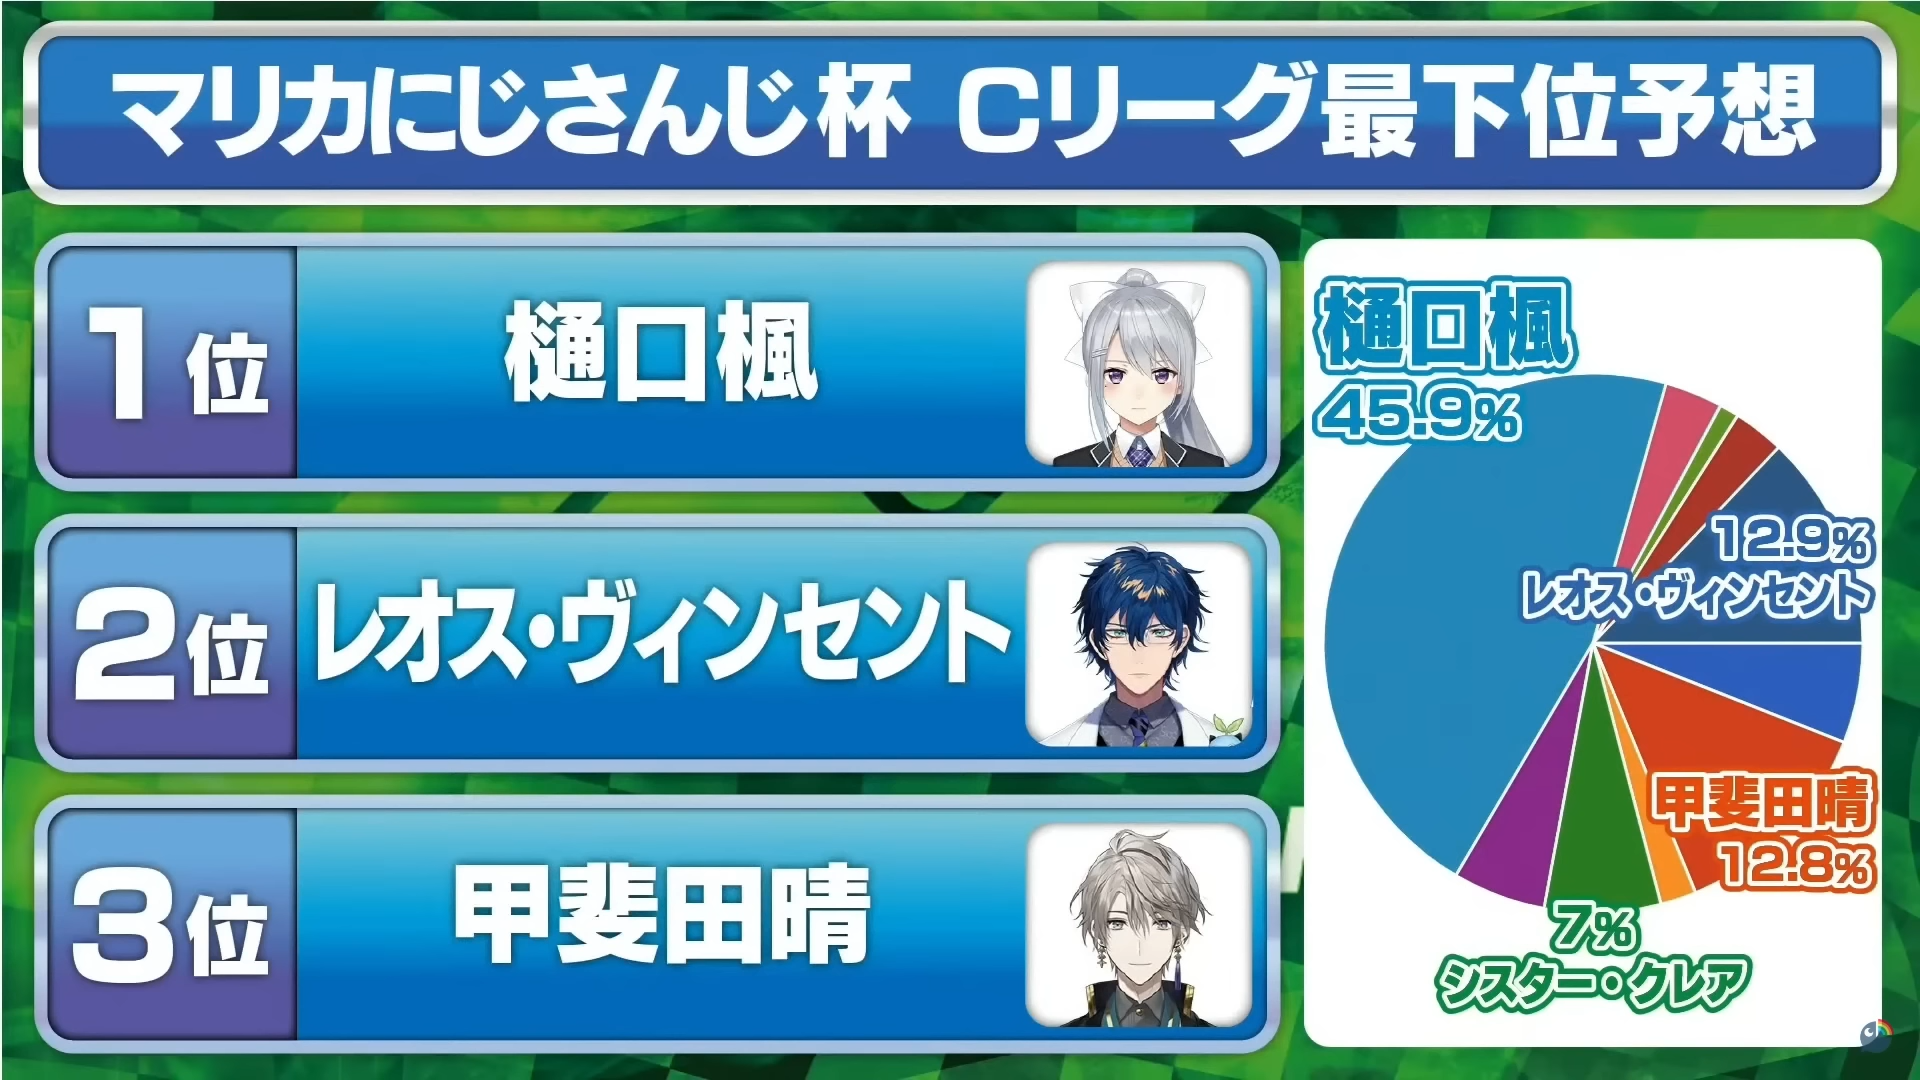 マリカにじさんじ杯 Cリーグ最下位予想
1位
樋口楓
2位
レオス・ヴィンセント
3位
甲斐田晴
樋口楓
45.9%
12.9%
レオス・ヴィンセント
甲斐田晴
12.8%
7%
シスター・クレア